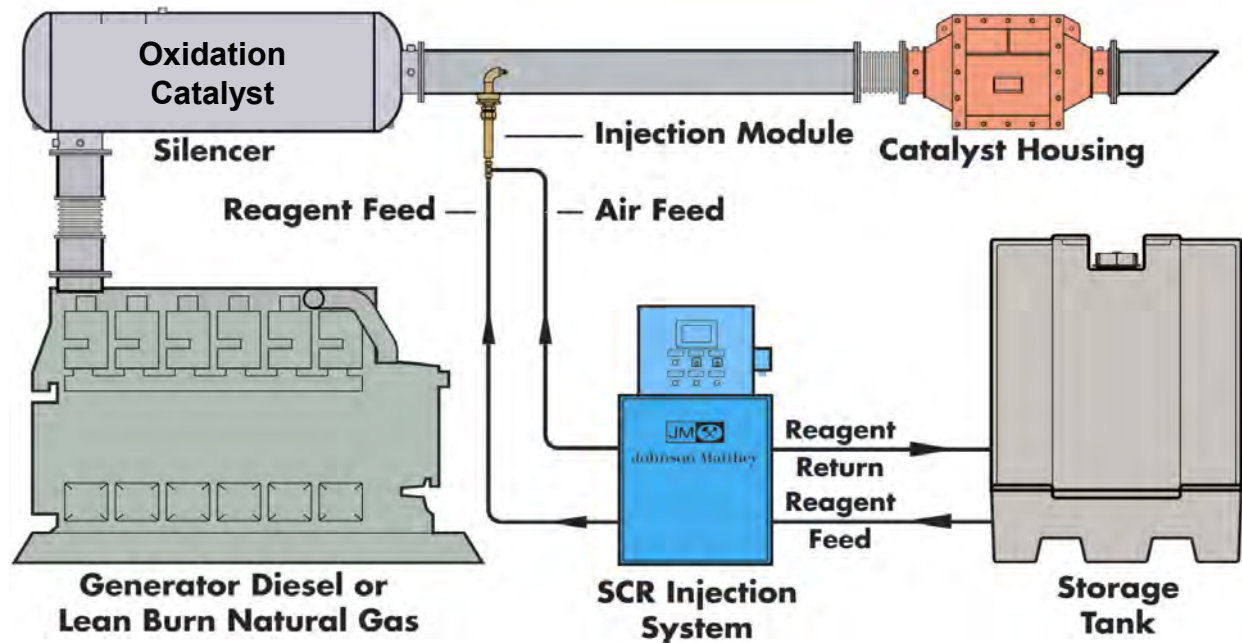 Oxidation
Catalyst
Silencer
Injection Module
Catalyst Housing
Reagent Feed
Air Feed
JM
Johnson Matthey
Reagent
Return
Reagent
Feed
Generator Diesel or
Lean Burn Natural Gas
SCR Injection
System
Storage
Tank